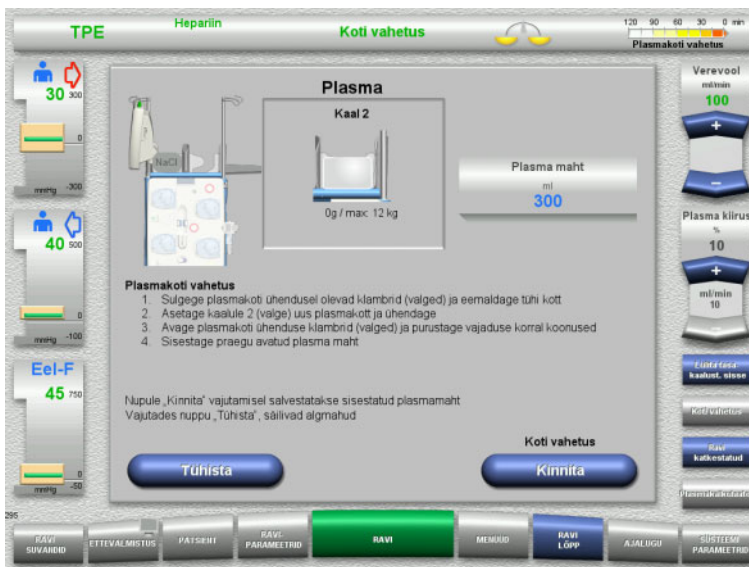 TPE
Hepariin
Koti vahetus
120 90 60 30 0 min
Plasmakoti vahetus
30 300
0
mmHg -300
40 500
0
mmHg -100
Eel-F
45 750
0
mmHg -50
Plasma
Kaal 2
NaCl
0g / max: 12 kg
Plasma maht
ml
300
Plasmakoti vahetus
1. Sulgege plasmakoti ühendusel olevad klambrid (valged) ja eemaldage tühi kott
2. Asetage kaalule 2 (valge) uus plasmakott ja ühendage
3. Avage plasmakoti ühenduse klambrid (valged) ja purustage vajaduse korral koonused
4. Sisestage praegu avatud plasma maht
Nupule „Kinnita” vajutamisel salvestatakse sisestatud plasmamaht
Vajutades nuppu „Tühista”, säilivad algmahud
Koti vahetus
Tühista
Kinnita
Verevool
ml/min
100
+
–
Plasma kiirus
%
10
+
ml/min
10
–
kaalust. sisse
Koti vahetus
Ravi
katkestatud
295
RAVI
SUVANDID
ETTEVALMISTUS
PATSIENT
RAVI-
PARAMEETRID
RAVI
MENÜÜD
RAVI
LÕPP
AJALUGU
SÜSTEEMI
PARAMEETRID